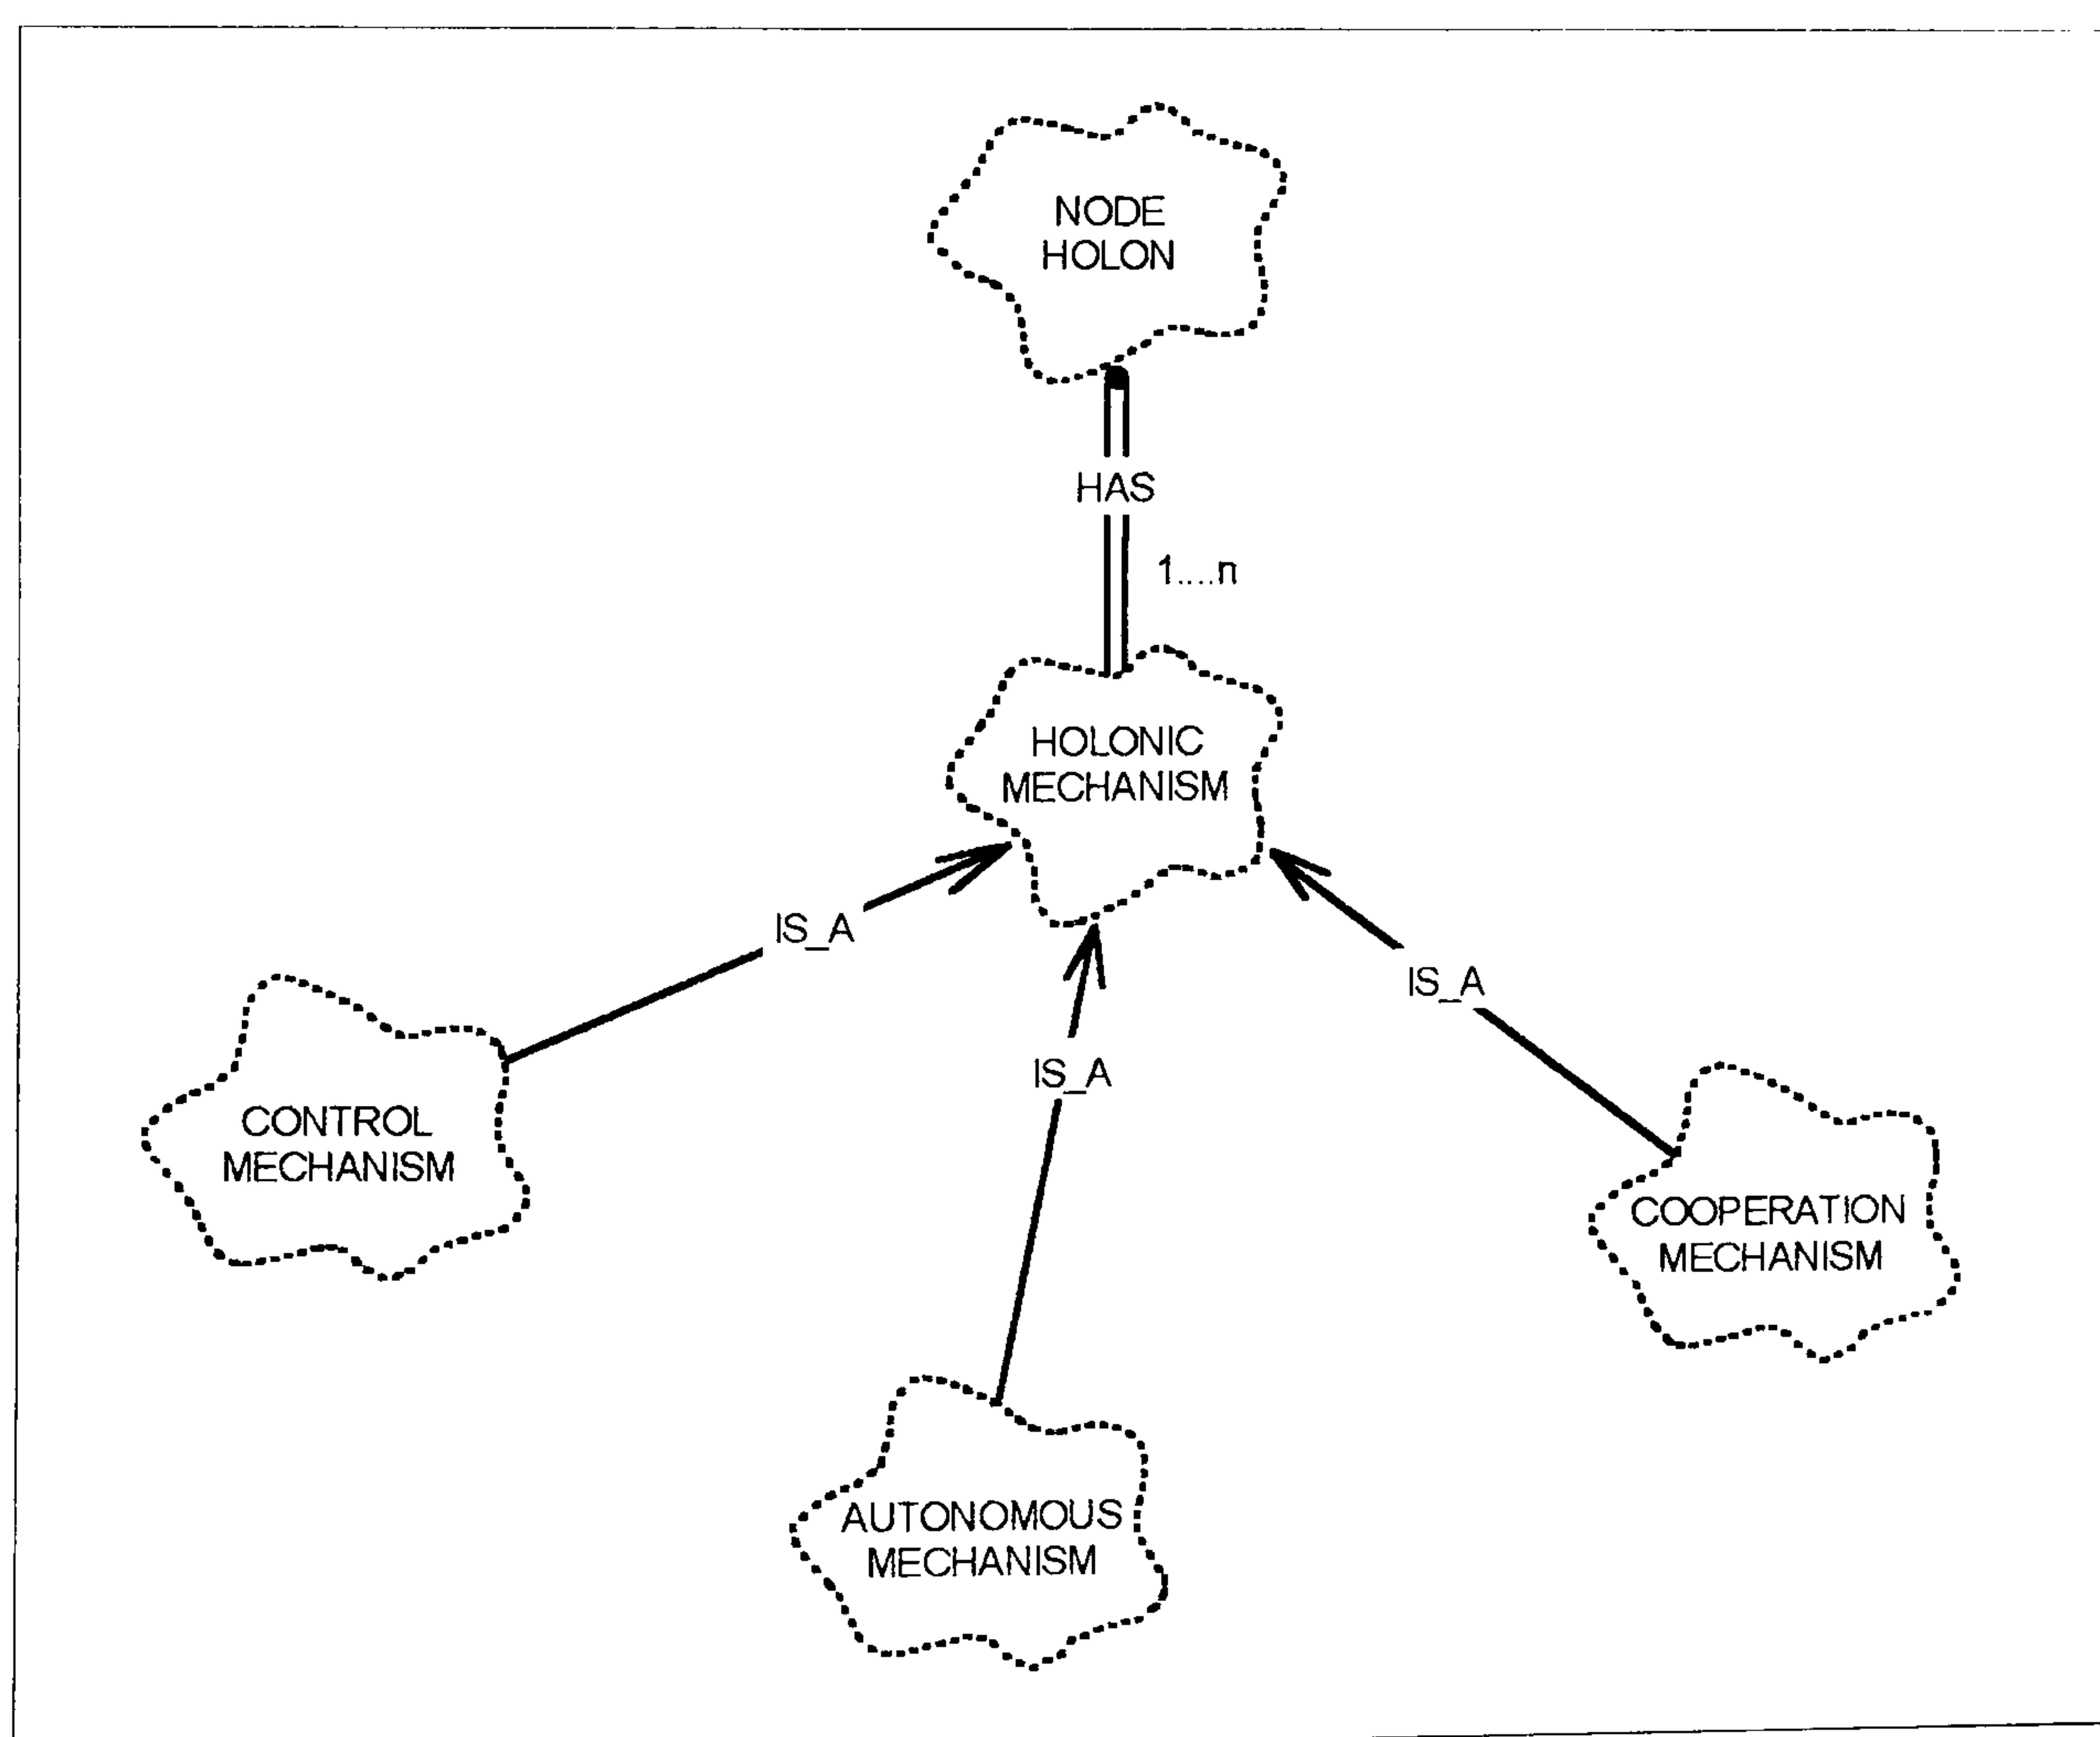 NODE
HOLON
HAS
1....n
HOLONIC
MECHANISM
IS_A
IS_A
IS_A
CONTROL
MECHANISM
COOPERATION
MECHANISM
AUTONOMOUS
MECHANISM